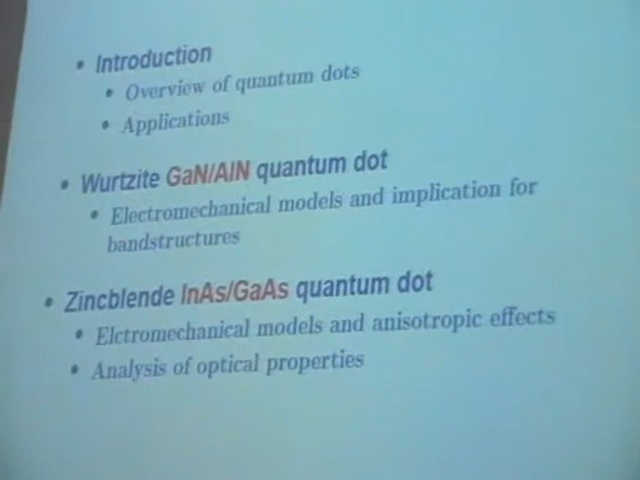 • Introduction
• Overview of quantum dots
• Applications
• Wurtzite GaN/AlN quantum dot
• Electromechanical models and implication for
bandstructures
• Zincblende InAs/GaAs quantum dot
• Elctromechanical models and anisotropic effects
• Analysis of optical properties